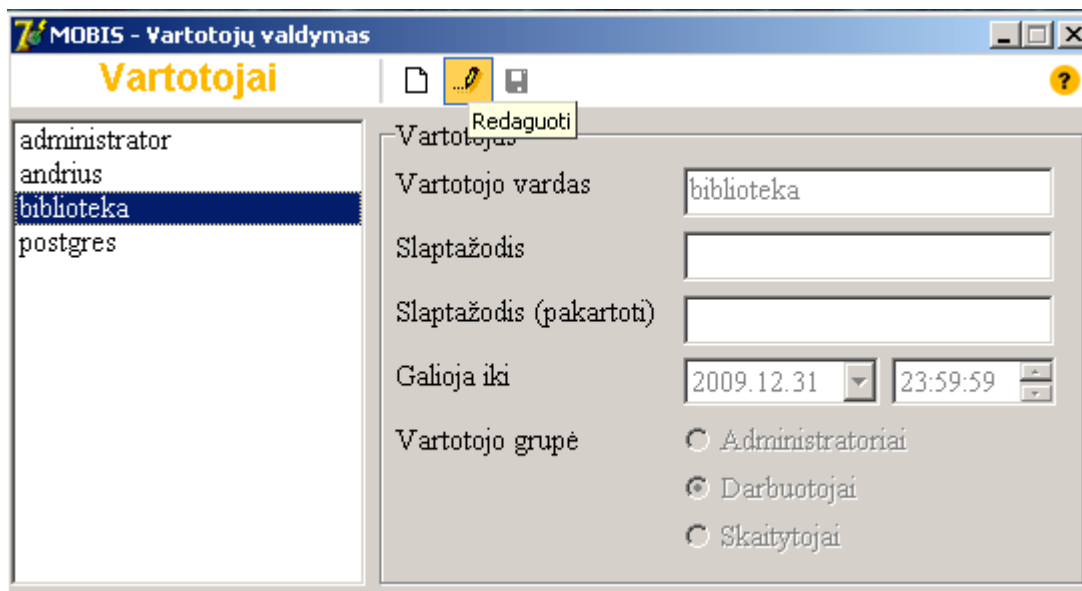 MOBIS - Vartotojų valdymas
Vartotojai
?
Redaguoti
administrator
andrius
biblioteka
postgres
Vartotojas
Vartotojo vardas
biblioteka
Slaptažodis
Slaptažodis (pakartoti)
Galioja iki
2009.12.31
23:59:59
Vartotojo grupė
Administratoriai
Darbuotojai
Skaitytojai